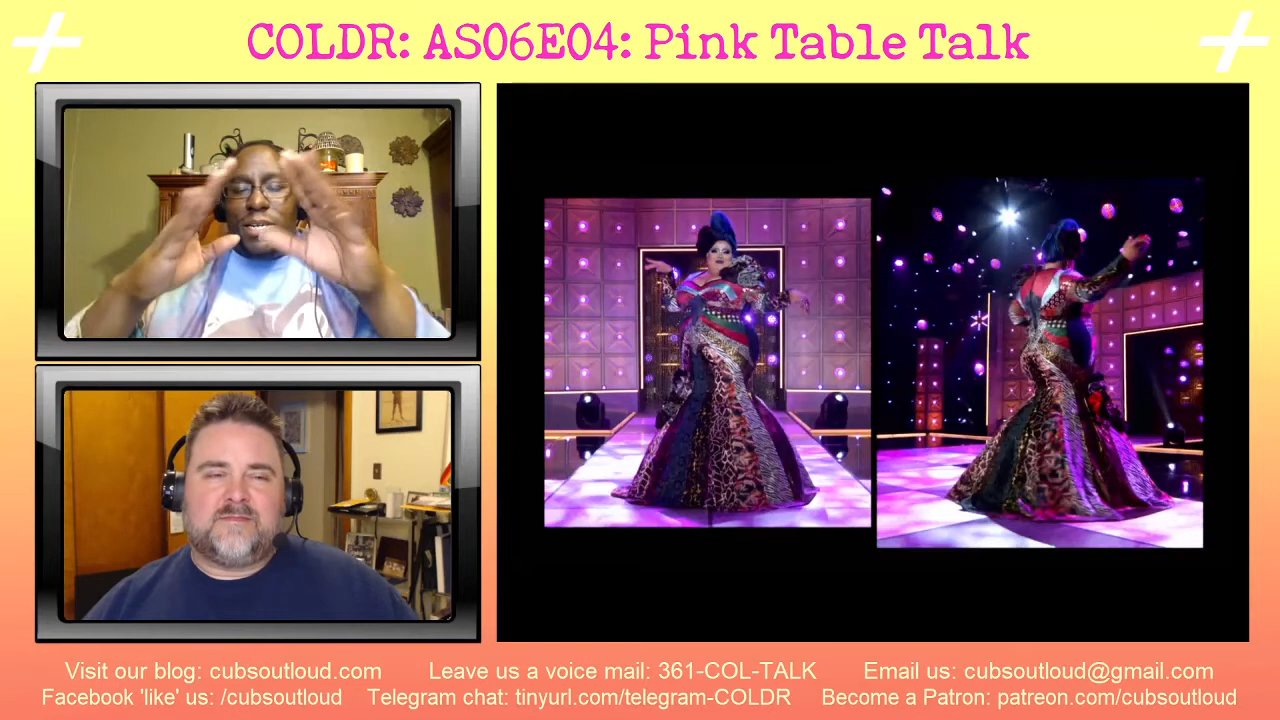 COLDR: AS06E04: Pink Table Talk
Visit our blog: cubsoutloud.com Leave us a voice mail: 361-COL-TALK Email us: cubsoutloud@gmail.com
Facebook 'like' us: /cubsoutloud Telegram chat: tinyurl.com/telegram-COLDR Become a Patron: patreon.com/cubsoutloud